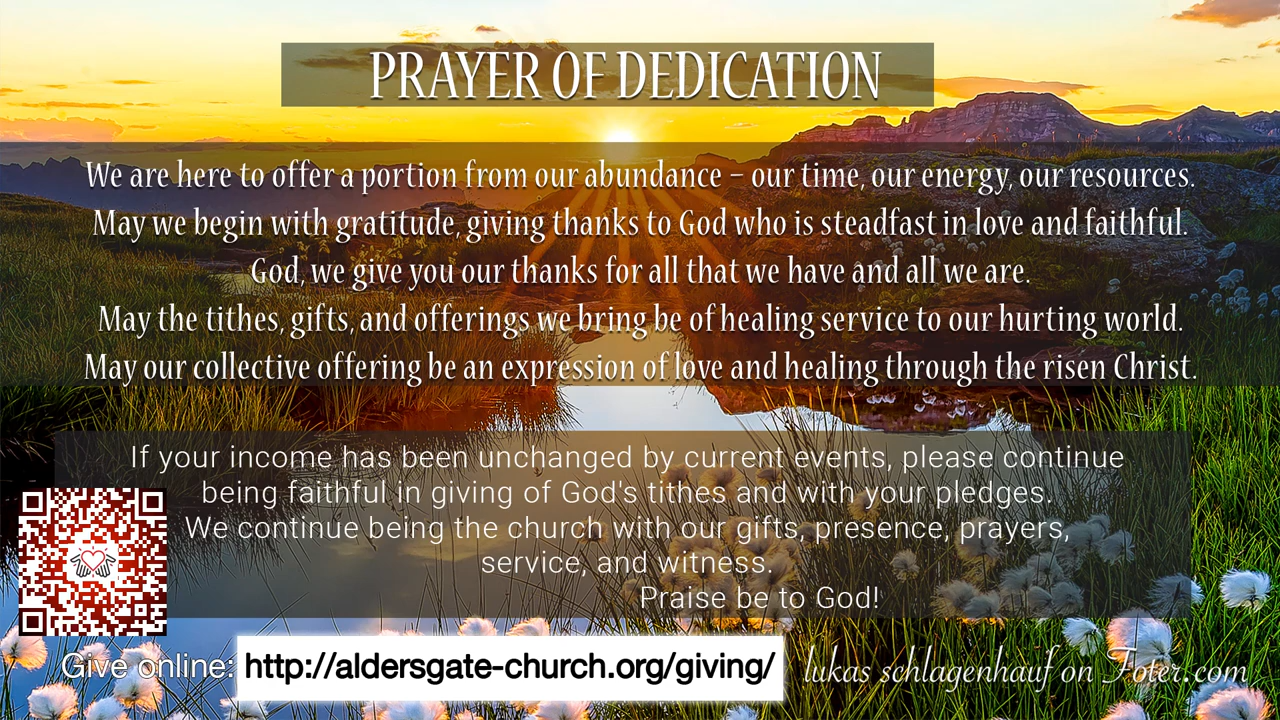 PRAYER OF DEDICATION
We are here to offer a portion from our abundance – our time, our energy, our resources.
May we begin with gratitude, giving thanks to God who is steadfast in love and faithful.
God, we give you our thanks for all that we have and all we are.
May the tithes, gifts, and offerings we bring be of healing service to our hurting world.
May our collective offering be an expression of love and healing through the risen Christ.
If your income has been unchanged by current events, please continue
being faithful in giving of God's tithes and with your pledges.
We continue being the church with our gifts, presence, prayers,
service, and witness.
Praise be to God!
Give online: http://aldersgate-church.org/giving/
lukas schlagenhauf on Foter.com